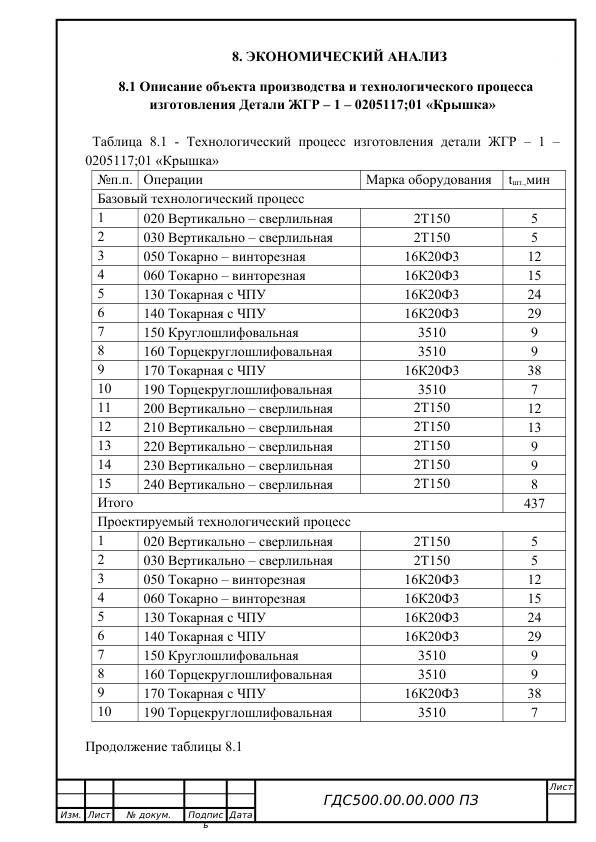 8. ЭКОНОМИЧЕСКИЙ АНАЛИЗ
8.1 Описание объекта производства и технологического процесса
изготовления Детали ЖГР – 1 – 0205117;01 «Крышка»
Таблица 8.1 - Технологический процесс изготовления детали ЖГР – 1 –
0205117;01 «Крышка»
№п.п. Операции Марка оборудования tшт.,мин
Базовый технологический процесс
1 020 Вертикально – сверлильная 2Т150 5
2 030 Вертикально – сверлильная 2Т150 5
3 050 Токарно – винторезная 16К20Ф3 12
4 060 Токарно – винторезная 16К20Ф3 15
5 130 Токарная с ЧПУ 16К20Ф3 24
6 140 Токарная с ЧПУ 16К20Ф3 29
7 150 Круглошлифовальная 3510 9
8 160 Торцекруглошлифовальная 3510 9
9 170 Токарная с ЧПУ 16К20Ф3 38
10 190 Торцекруглошлифовальная 3510 7
11 200 Вертикально – сверлильная 2Т150 12
12 210 Вертикально – сверлильная 2Т150 13
13 220 Вертикально – сверлильная 2Т150 9
14 230 Вертикально – сверлильная 2Т150 9
15 240 Вертикально – сверлильная 2Т150 8
Итого 437
Проектируемый технологический процесс
1 020 Вертикально – сверлильная 2Т150 5
2 030 Вертикально – сверлильная 2Т150 5
3 050 Токарно – винторезная 16К20Ф3 12
4 060 Токарно – винторезная 16К20Ф3 15
5 130 Токарная с ЧПУ 16К20Ф3 24
6 140 Токарная с ЧПУ 16К20Ф3 29
7 150 Круглошлифовальная 3510 9
8 160 Торцекруглошлифовальная 3510 9
9 170 Токарная с ЧПУ 16К20Ф3 38
10 190 Торцекруглошлифовальная 3510 7
Продолжение таблицы 8.1
ГДС500.00.00.000 ПЗ
Лист
Изм. Лист № докум. Подпис Дата
ь